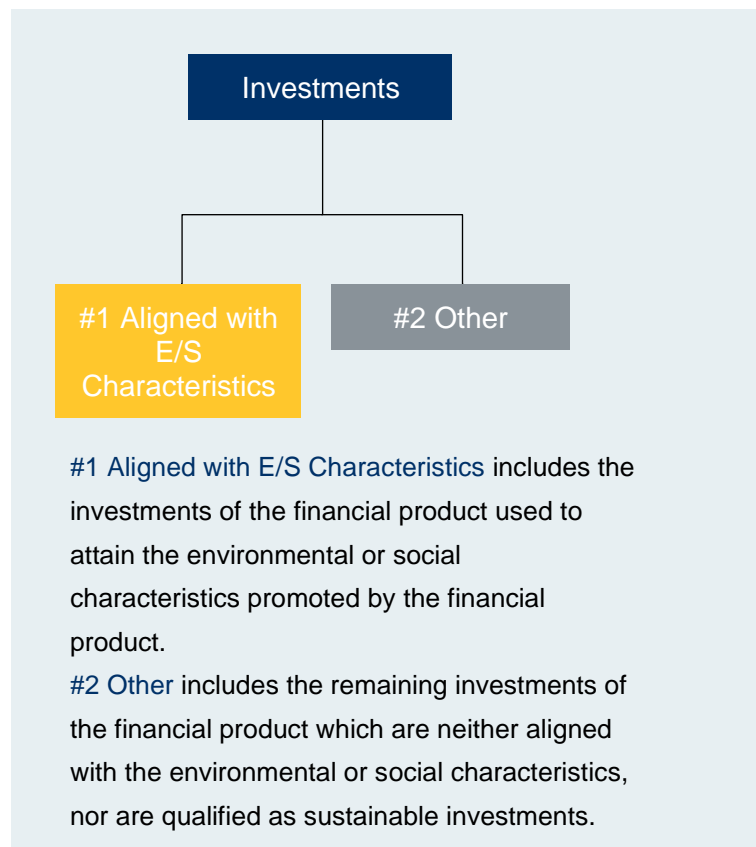 Investments
#1 Aligned with
E/S
Characteristics
#2 Other
#1 Aligned with E/S Characteristics includes the
investments of the financial product used to
attain the environmental or social
characteristics promoted by the financial
product.
#2 Other includes the remaining investments of
the financial product which are neither aligned
with the environmental or social characteristics,
nor are qualified as sustainable investments.